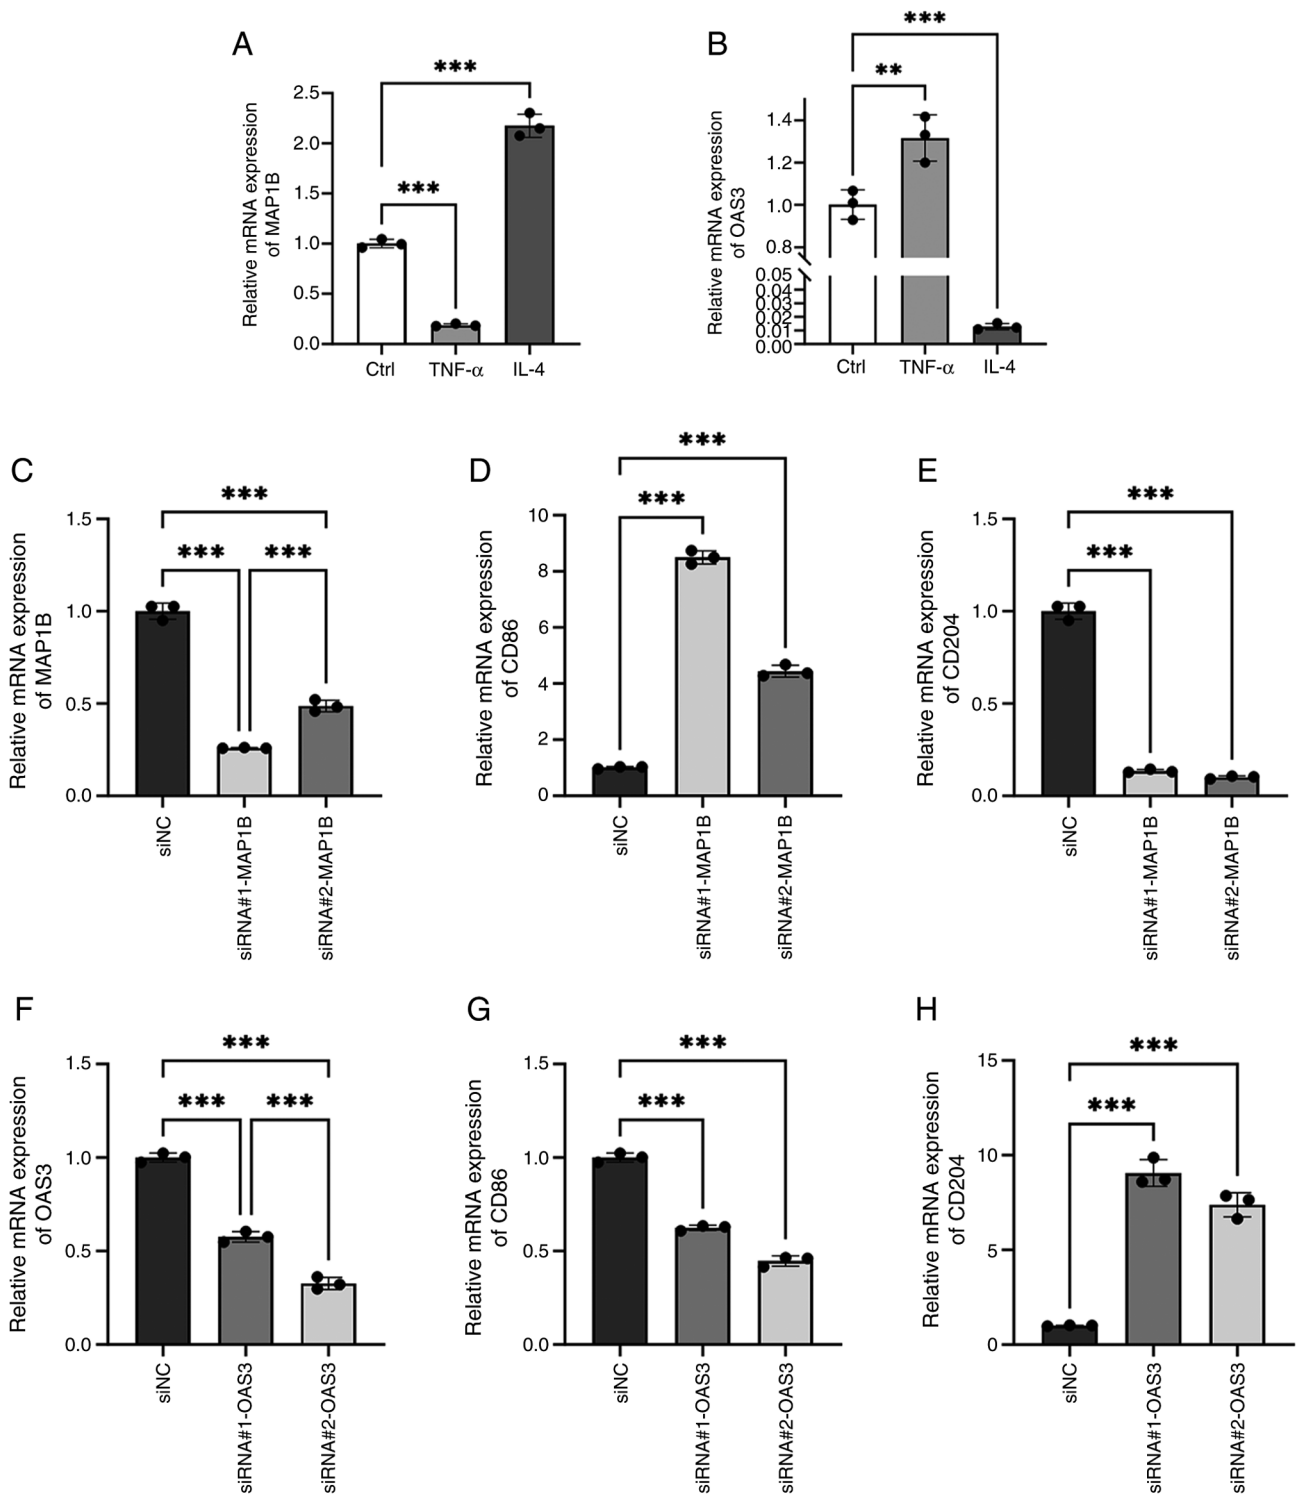 A
***
***
Relative mRNA expression
of MAP1B
2.5
2.0
1.5
1.0
0.5
0.0
Ctrl
TNF-α
IL-4
B
***
**
Relative mRNA expression
of OAS3
1.4
1.2
1.0
0.8
0.05
0.04
0.03
0.02
0.01
0.00
Ctrl
TNF-α
IL-4
C
***
***
***
Relative mRNA expression
of MAP1B
1.5
1.0
0.5
0.0
siNC
siRNA#1-MAP1B
siRNA#2-MAP1B
D
***
***
Relative mRNA expression
of CD86
10
8
6
4
2
0
siNC
siRNA#1-MAP1B
siRNA#2-MAP1B
E
***
***
Relative mRNA expression
of CD204
1.5
1.0
0.5
0.0
siNC
siRNA#1-MAP1B
siRNA#2-MAP1B
F
***
***
***
Relative mRNA expression
of OAS3
1.5
1.0
0.5
0.0
siNC
siRNA#1-OAS3
siRNA#2-OAS3
G
***
***
Relative mRNA expression
of CD86
1.5
1.0
0.5
0.0
siNC
siRNA#1-OAS3
siRNA#2-OAS3
H
***
***
Relative mRNA expression
of CD204
15
10
5
0
siNC
siRNA#1-OAS3
siRNA#2-OAS3